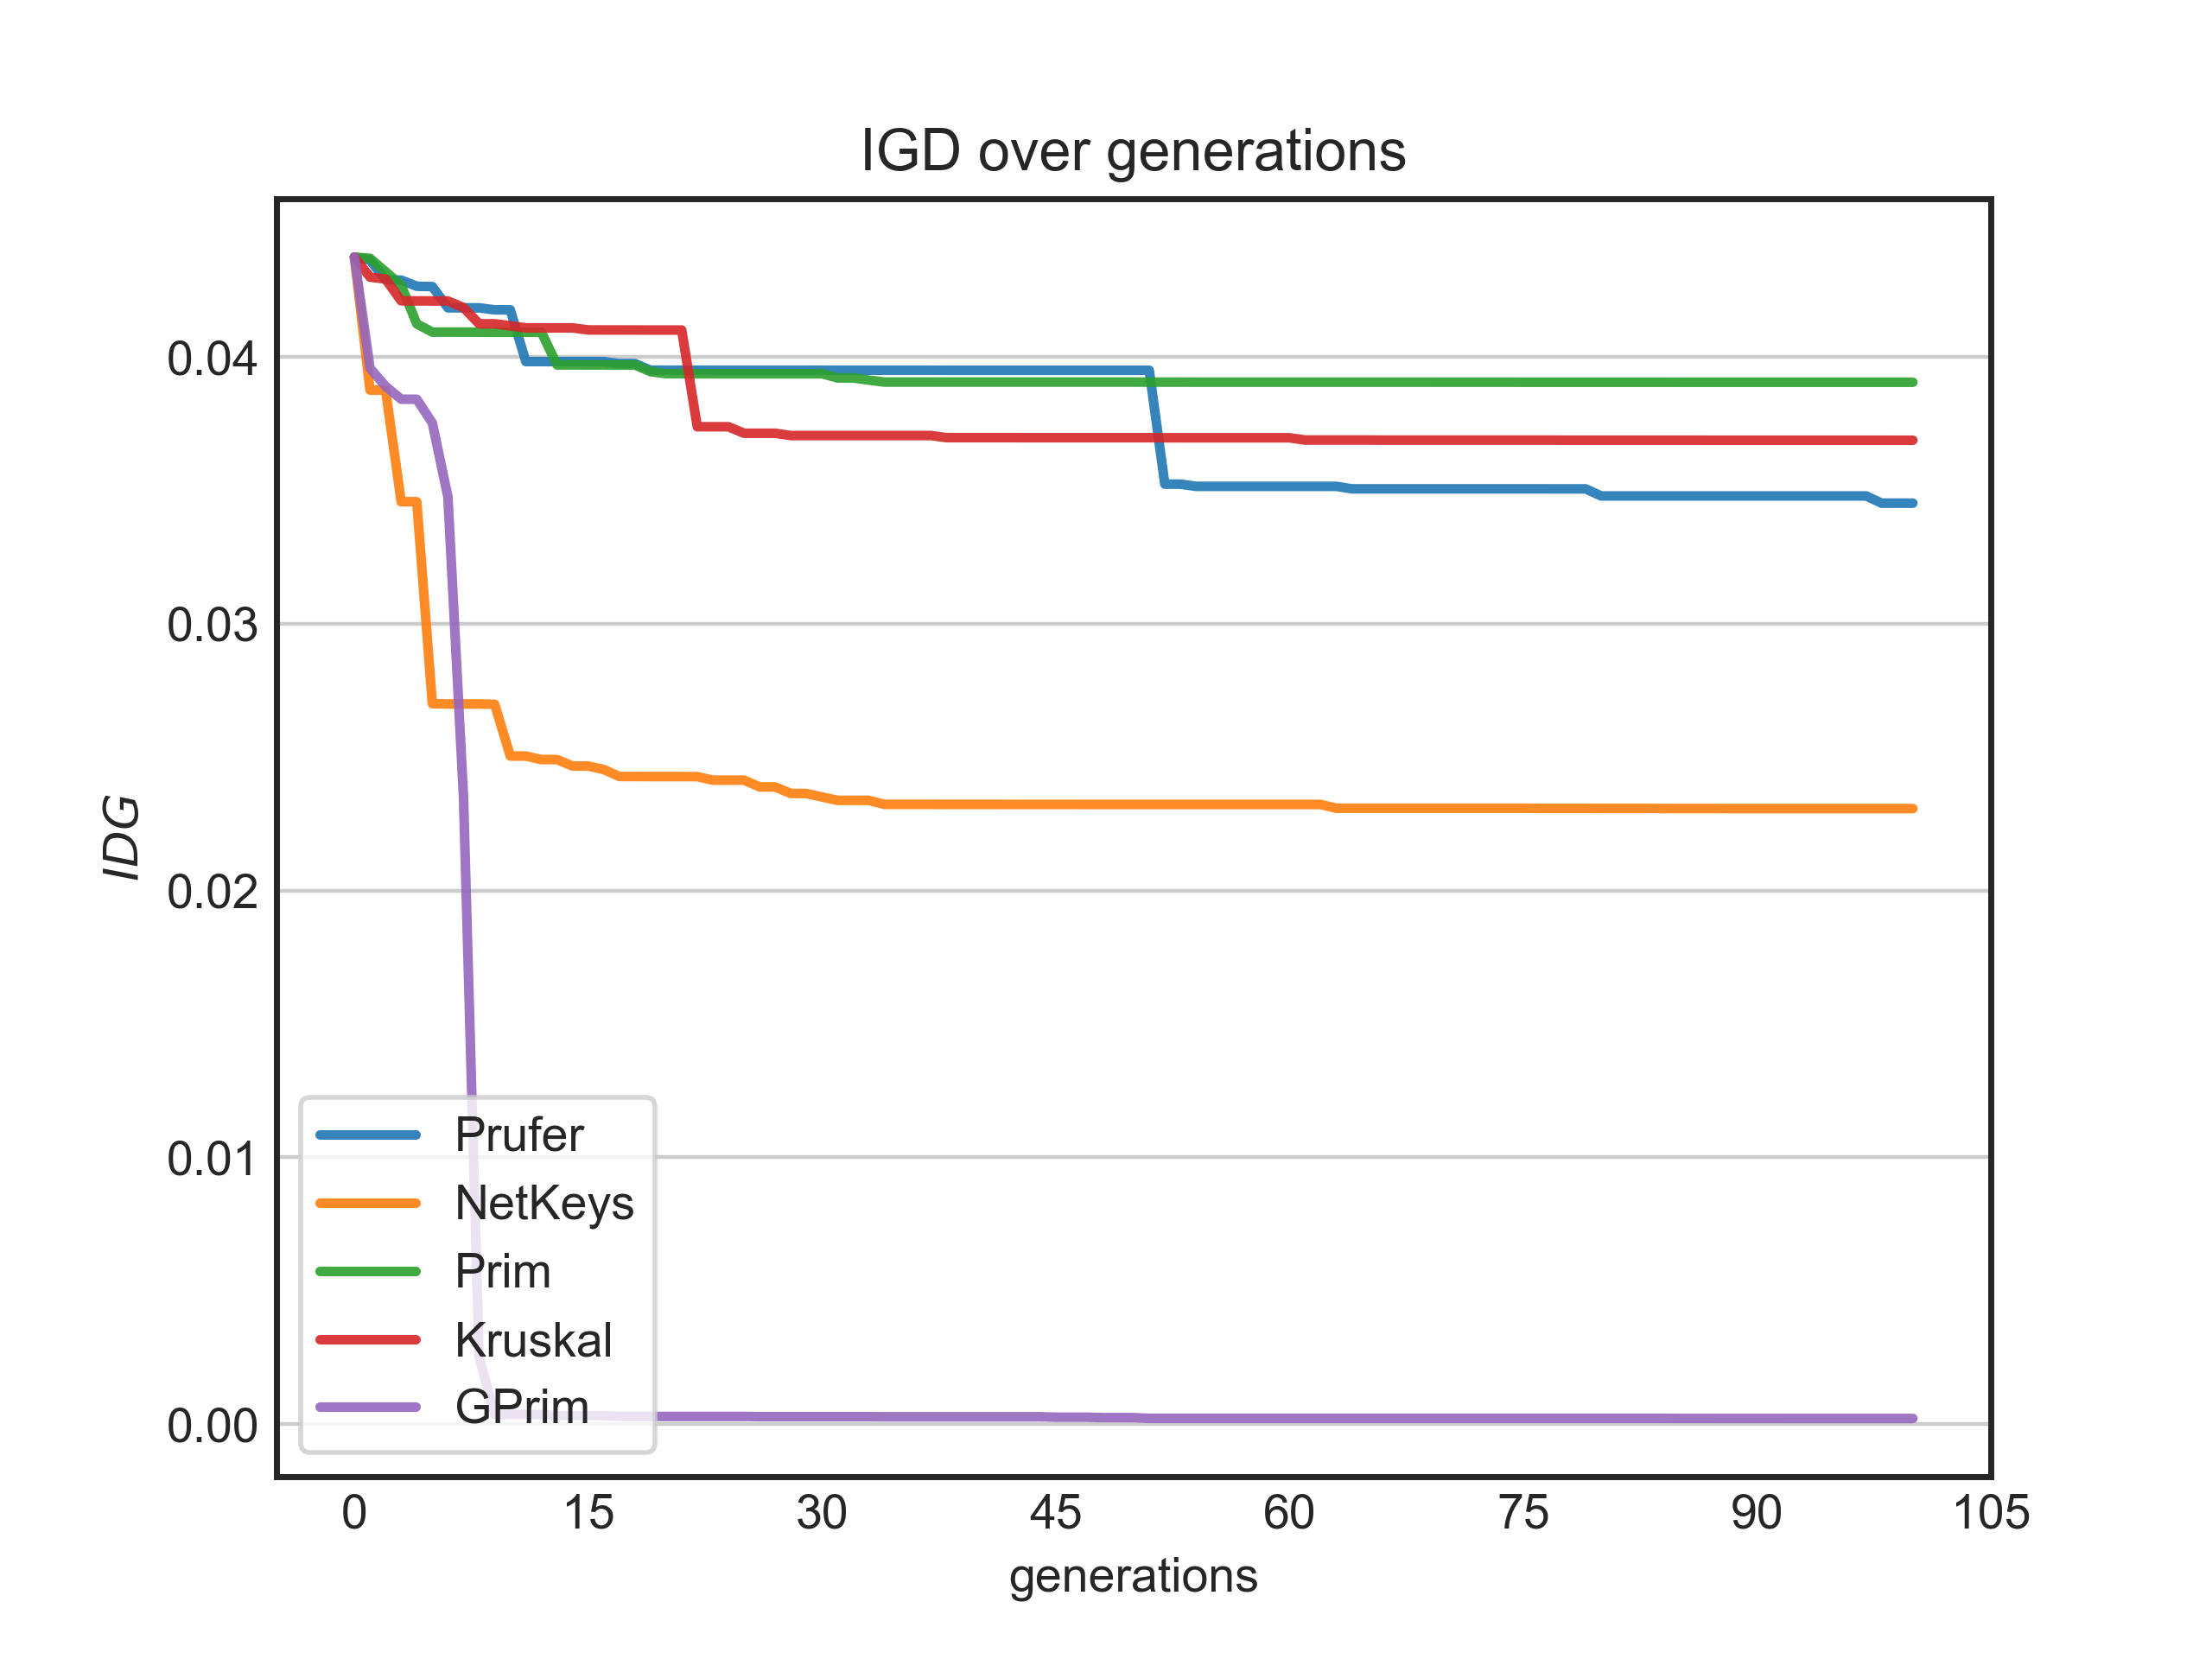 IGD over generations
IDG
0.04
0.03
0.02
0.01
0.00
Prufer
NetKeys
Prim
Kruskal
GPrim
0 15 30 45 60 75 90 105
generations